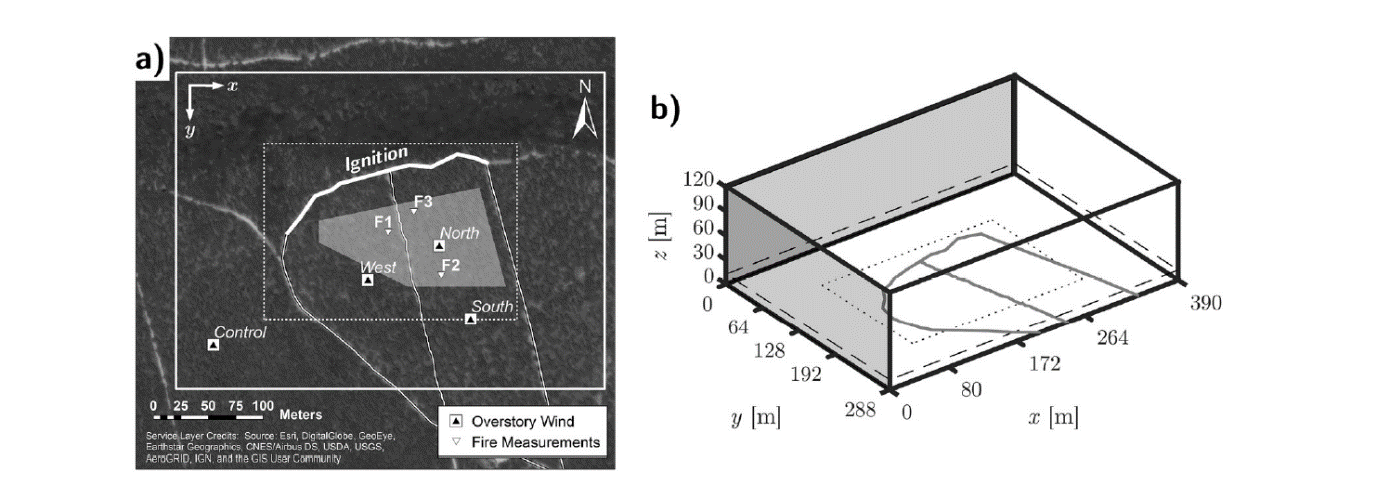 a)
x
y
N
Ignition
F3
F1
North
F2
West
South
Control
0 25 50 75 100
Meters
Overstory Wind
Fire Measurements
Service Layer Credits: Source: Esri, DigitalGlobe, GeoEye,
Earthstar Geographics, CNES/Airbus DS, USDA, USGS,
AeroGRID, IGN, and the GIS User Community
b)
120
90
60
30
0
z [m]
0
64
128
192
288
y [m]
0
80
172
264
390
x [m]